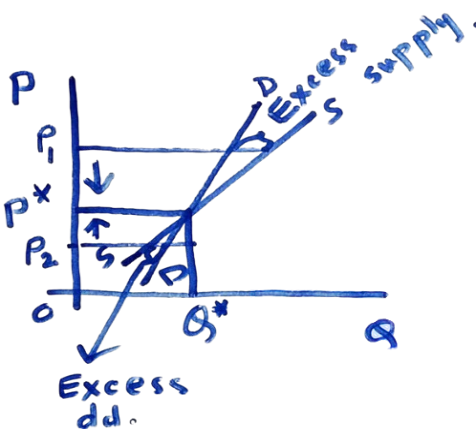 P
D
Excess supply.
S
P₁
P*
P₂
S
D
O
Q*
Q
Excess
dd.